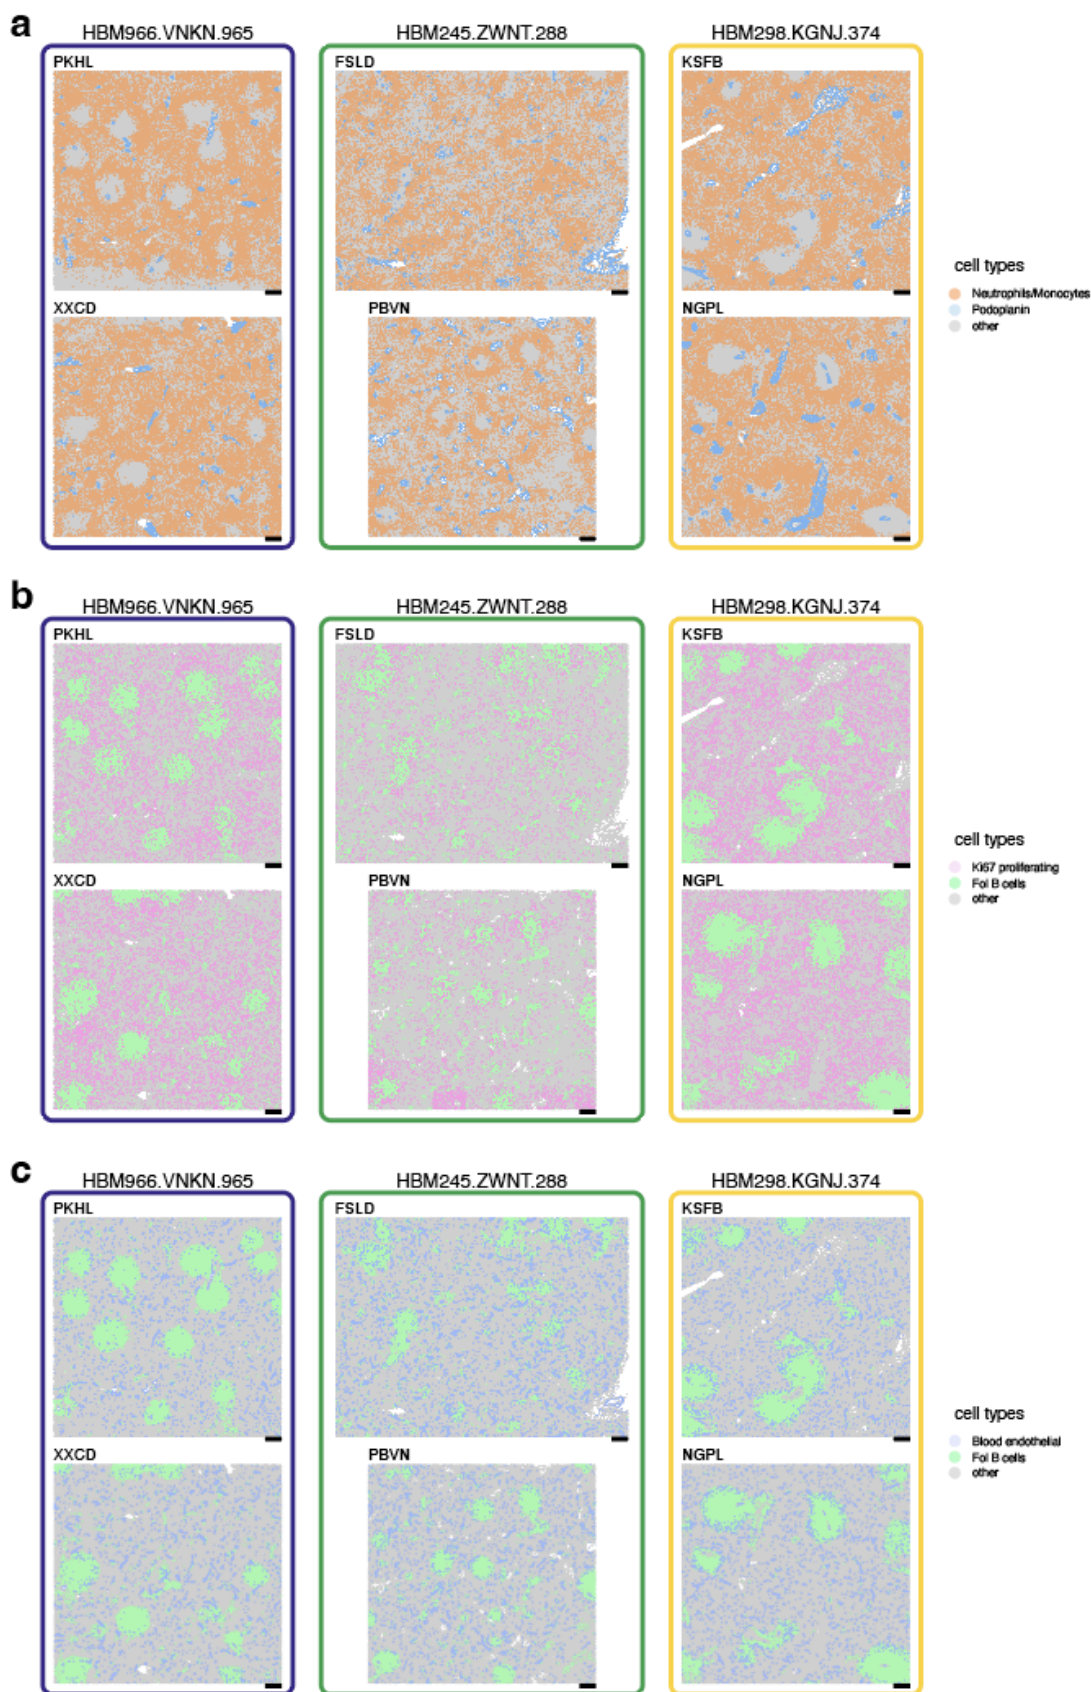 a
HBM966.VNKN.965 HBM245.ZWNT.288 HBM298.KGNJ.374
PKHL FSLD KSFB
XXCD PBVN NGPL
cell types
Neutrophils/Monocytes
Podoplanin
other
b
HBM966.VNKN.965 HBM245.ZWNT.288 HBM298.KGNJ.374
PKHL FSLD KSFB
XXCD PBVN NGPL
cell types
Ki67 proliferating
Fol B cells
other
c
HBM966.VNKN.965 HBM245.ZWNT.288 HBM298.KGNJ.374
PKHL FSLD KSFB
XXCD PBVN NGPL
cell types
Blood endothelial
Fol B cells
other